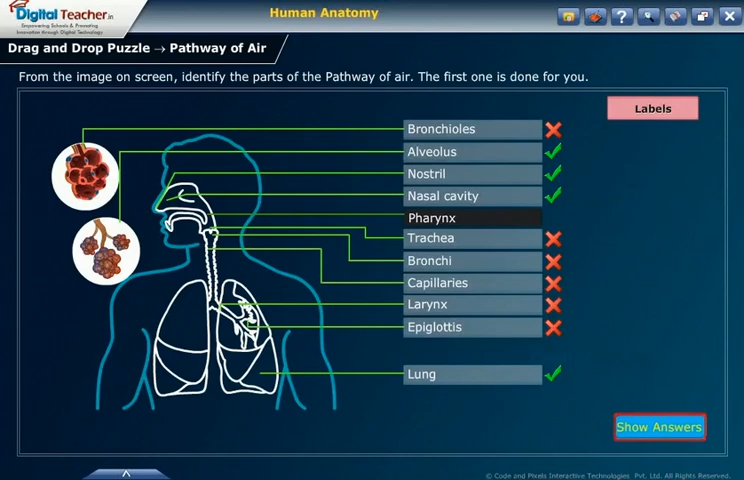 Digital Teacher.in
Empowering Schools & Promoting
Innovation through Digital Technology
Human Anatomy
?
Drag and Drop Puzzle → Pathway of Air
From the image on screen, identify the parts of the Pathway of air. The first one is done for you.
Labels
Bronchioles
Alveolus
Nostril
Nasal cavity
Pharynx
Trachea
Bronchi
Capillaries
Larynx
Epiglottis
Lung
Show Answers
© Code and Pixels Interactive Technologies Pvt. Ltd. All Rights Reserved.